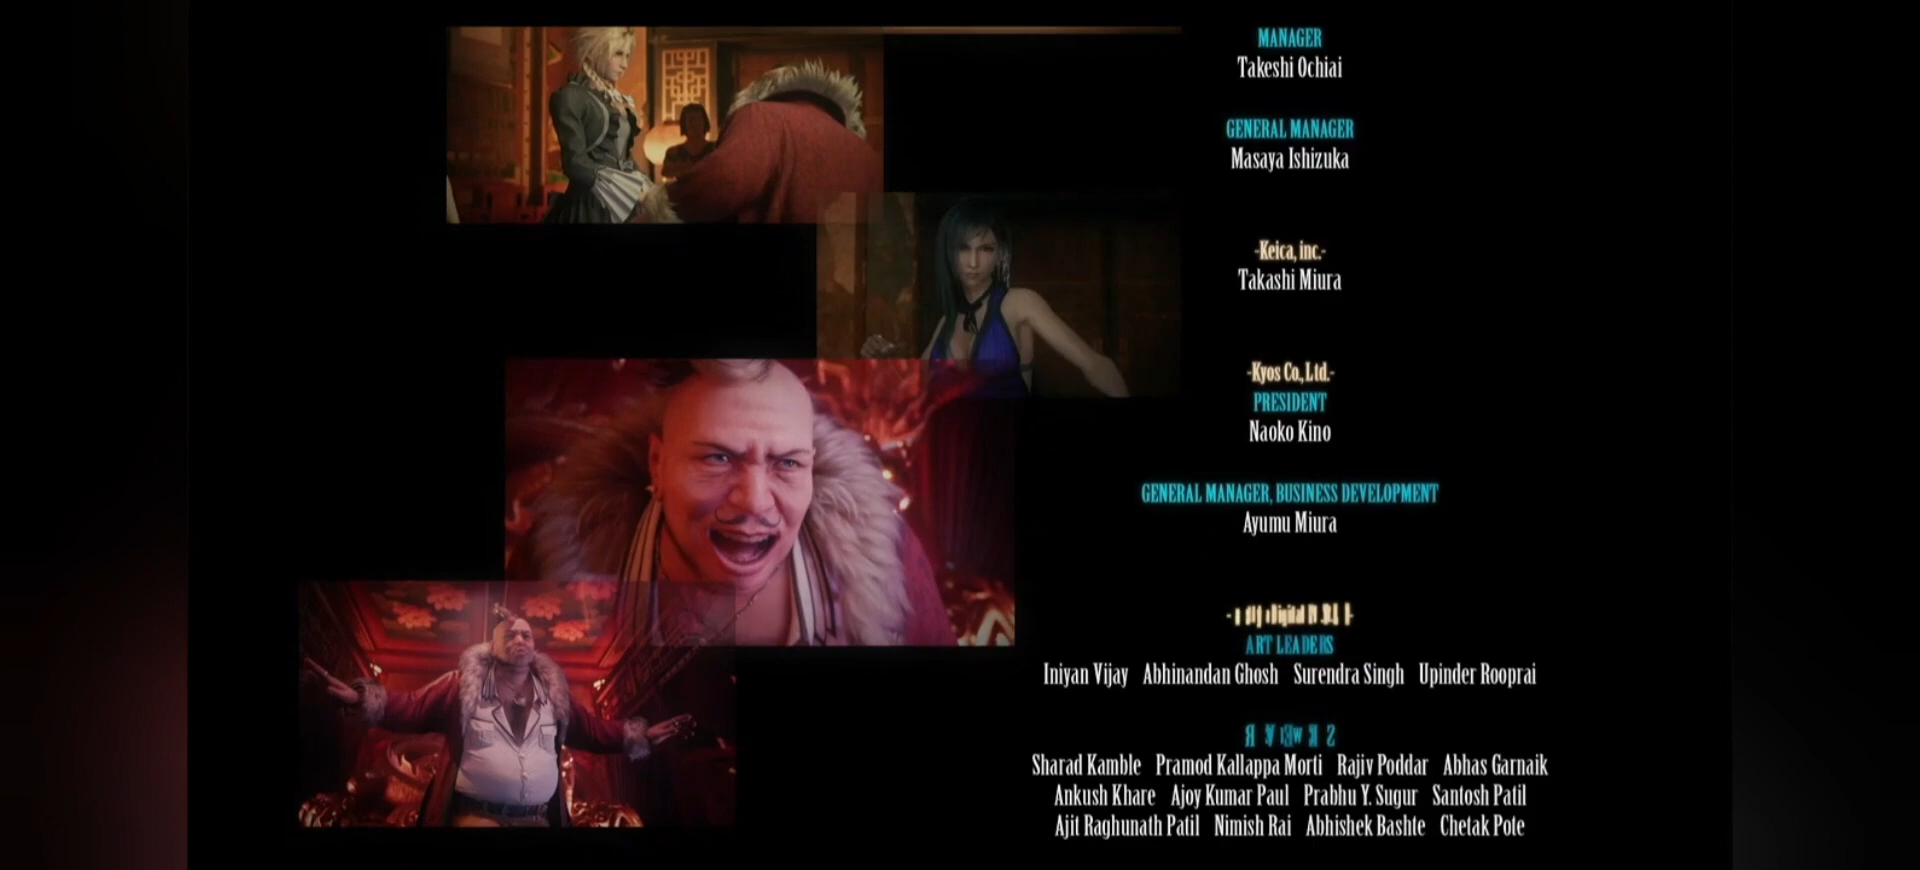 MANAGER
Takeshi Ochiai
GENERAL MANAGER
Masaya Ishizuka
-Keica, inc.-
Takashi Miura
-Kyos Co., Ltd.-
PRESIDENT
Naoko Kino
GENERAL MANAGER, BUSINESS DEVELOPMENT
Ayumu Miura
Digital
ART LEADERS
Iniyan Vijay Abhinandan Ghosh Surendra Singh Upinder Rooprai
Sharad Kamble Pramod Kallappa Morti Rajiv Poddar Abhas Garnaik
Ankush Khare Ajoy Kumar Paul Prabhu Y. Sugur Santosh Patil
Ajit Raghunath Patil Nimish Rai Abhishek Bashte Chetak Pote